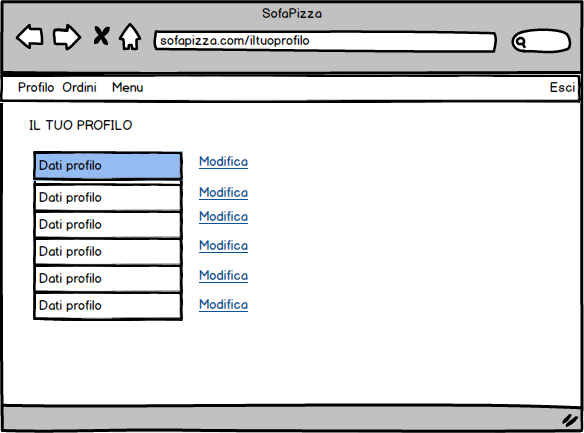 SofaPizza
sofapizza.com/iltuoprofilo
Profilo Ordini Menu Esci
IL TUO PROFILO
Dati profilo Modifica
Dati profilo Modifica
Dati profilo Modifica
Dati profilo Modifica
Dati profilo Modifica
Dati profilo Modifica